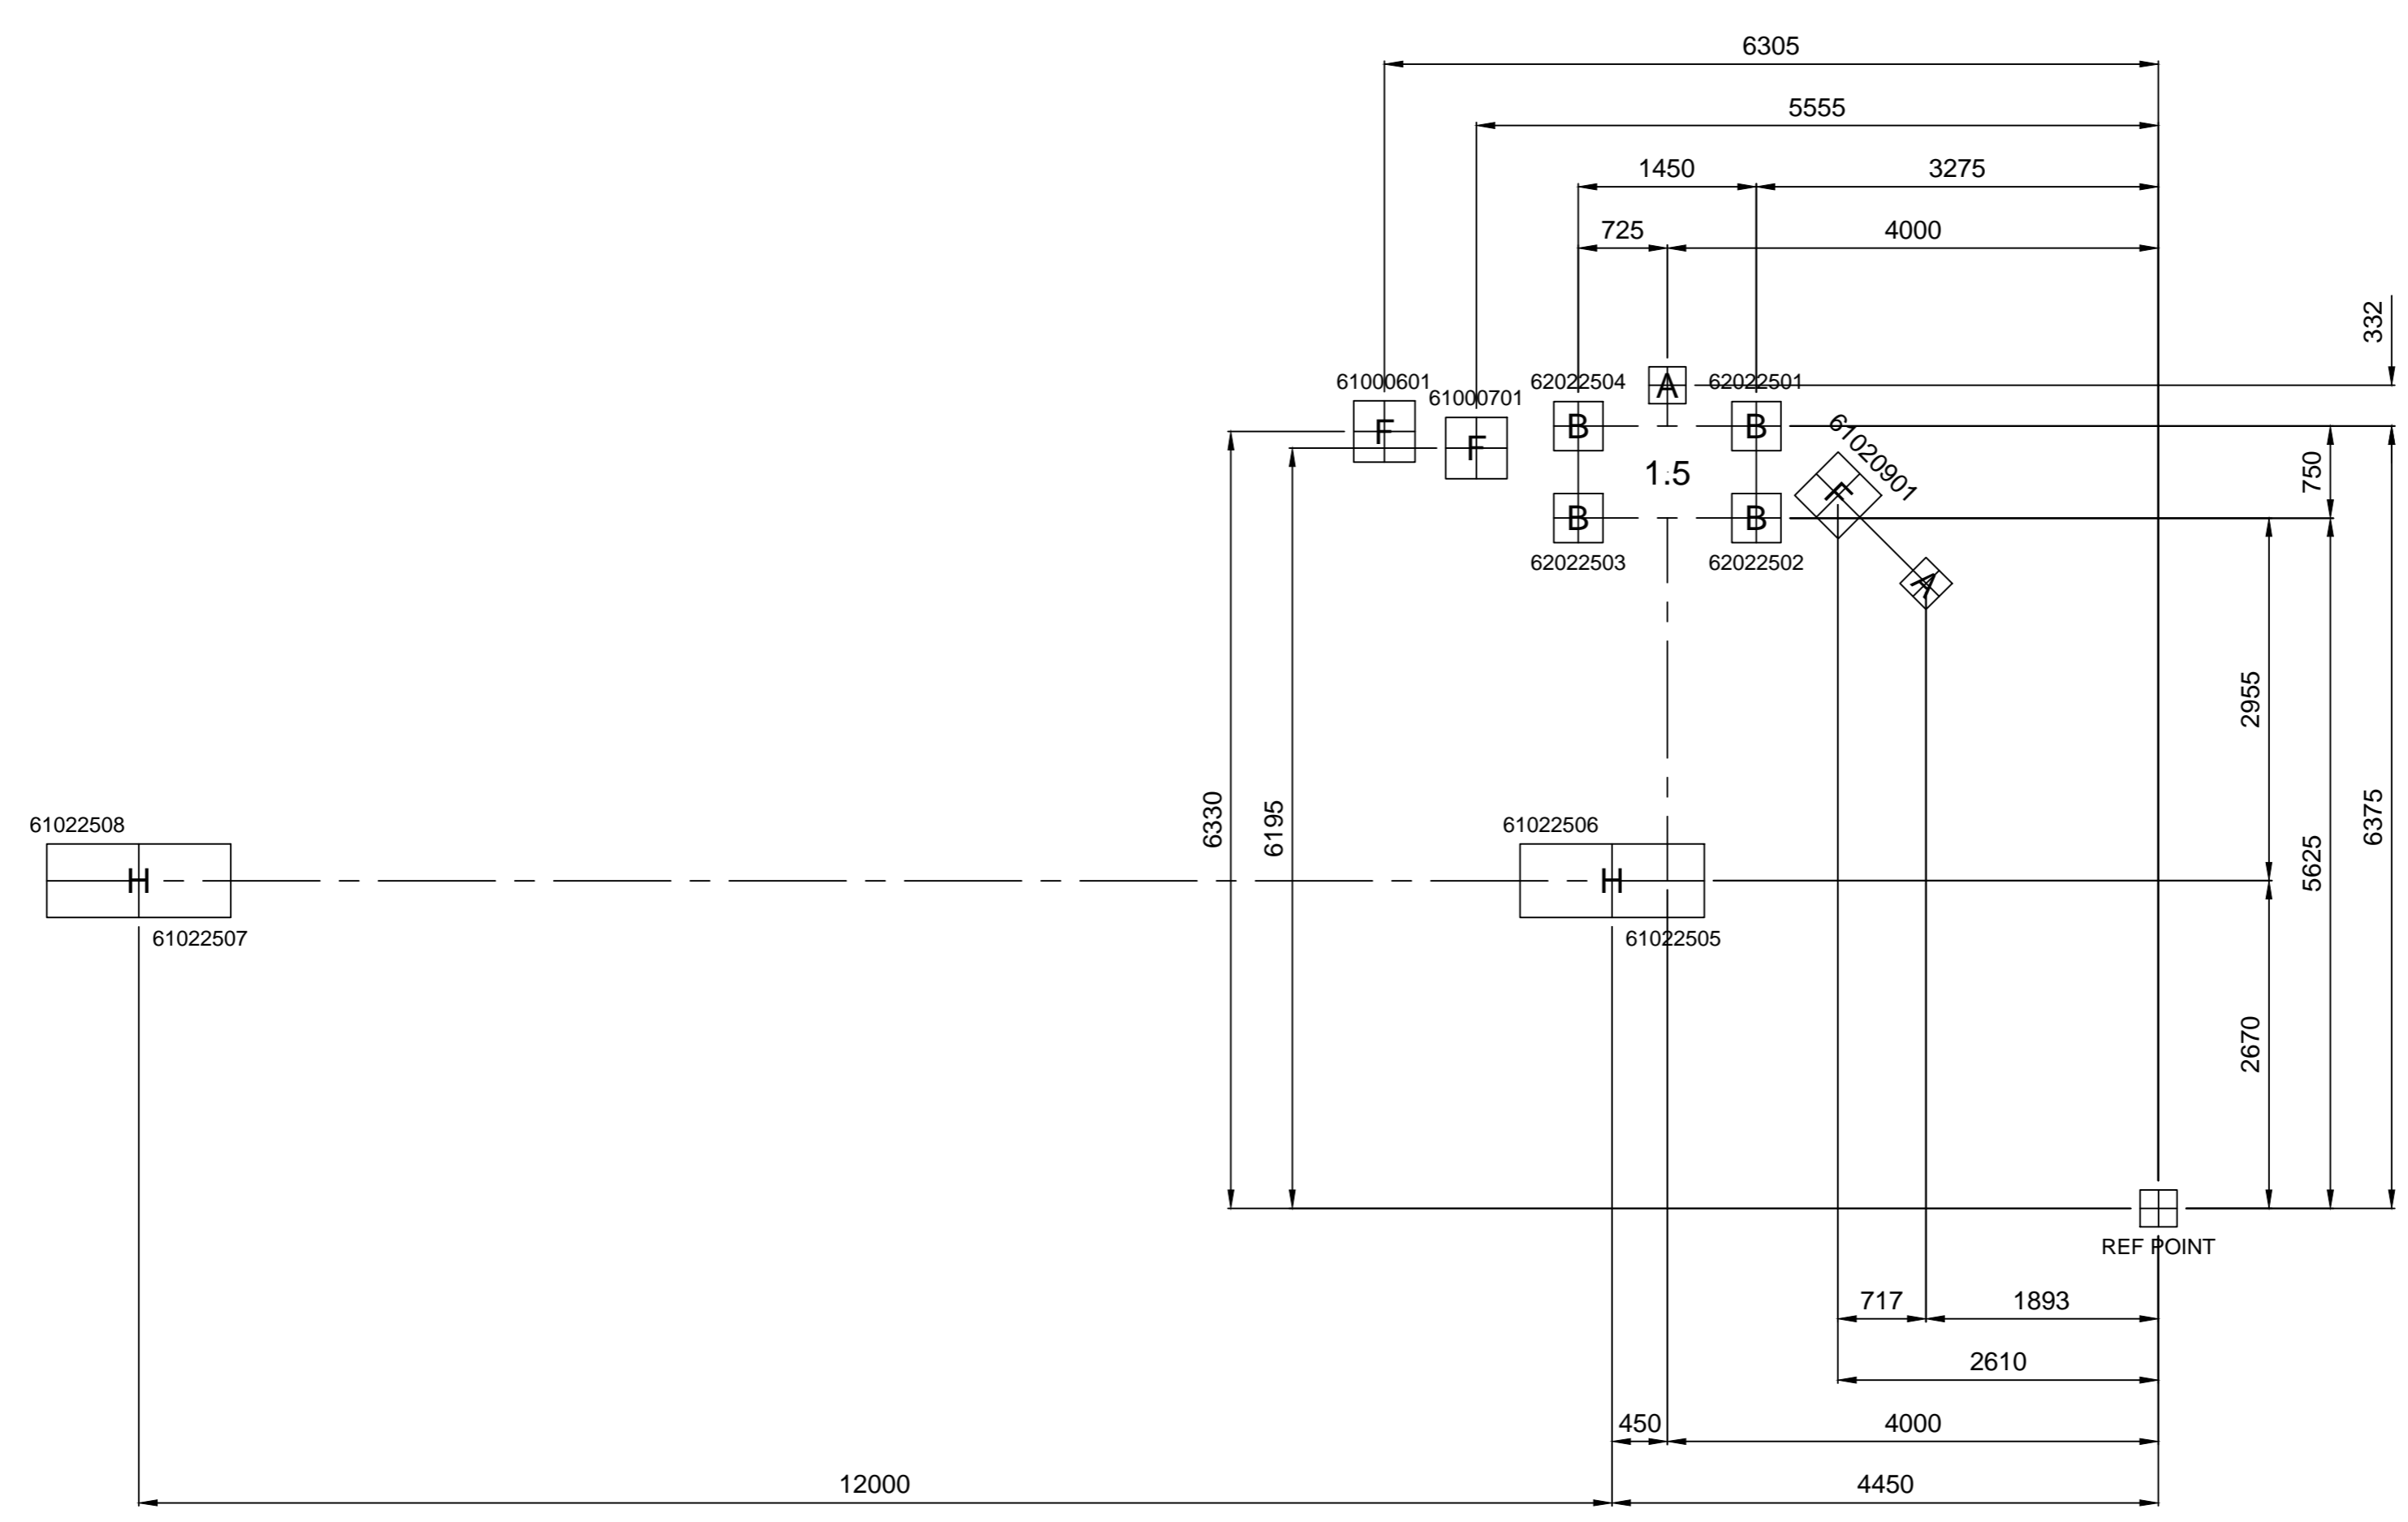 6305
5555
1450 3275
725 4000
332
61000601 62022504 A 62022501
61000701
F F B B 61020901
1.5 750
F
B B
62022503 62022502
A
2955
6330 6195 5625 6375
61022508 61022506
H H
61022507 61022505
2670
REF POINT
717 1893
2610
450 4000
12000 4450